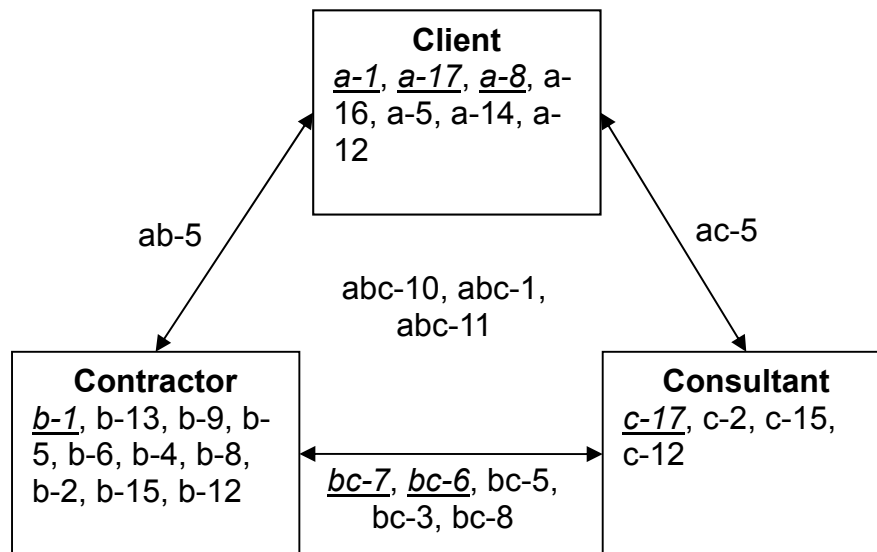 Client
a-1, a-17, a-8, a-
16, a-5, a-14, a-
12
ab-5
ac-5
abc-10, abc-1,
abc-11
Contractor
b-1, b-13, b-9, b-
5, b-6, b-4, b-8,
b-2, b-15, b-12
Consultant
c-17, c-2, c-15,
c-12
bc-7, bc-6, bc-5,
bc-3, bc-8